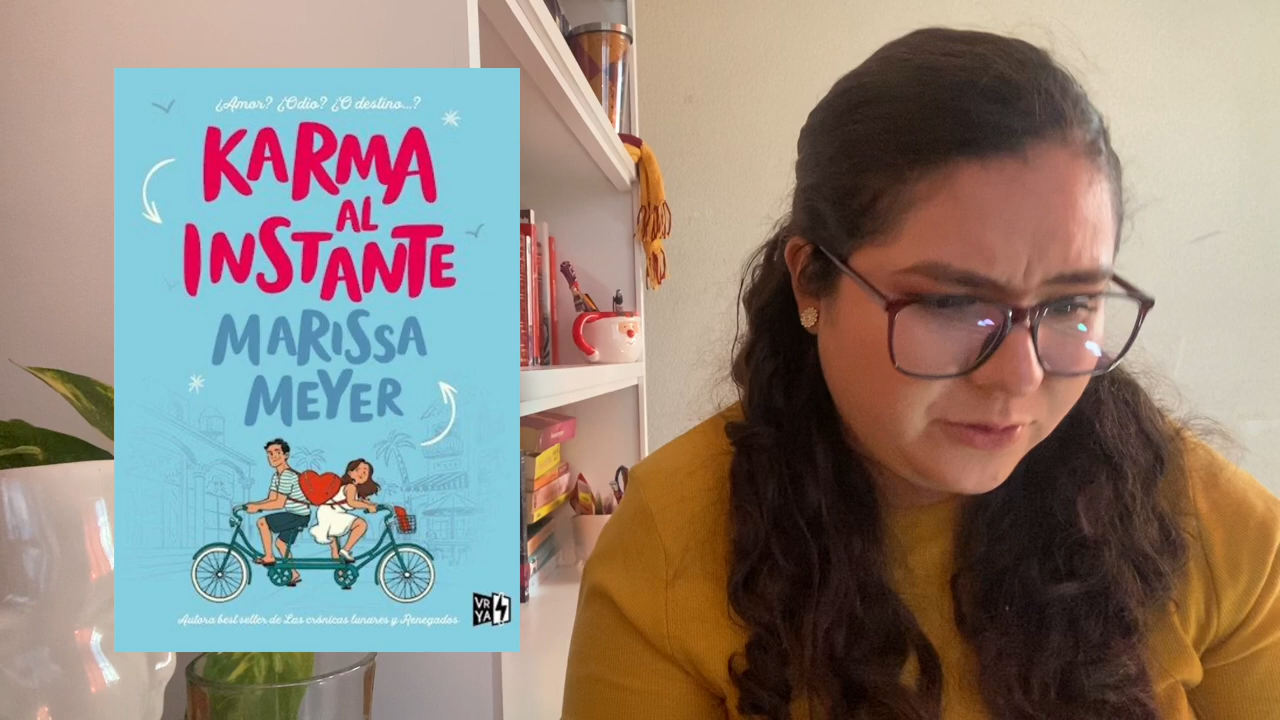 ¿Amor? ¿Odio? ¿O destino...?
KARMA
AL
INSTANTE
MARISSA
MEYER
Autora best seller de Las crónicas lunares y Renegados
VR
YA